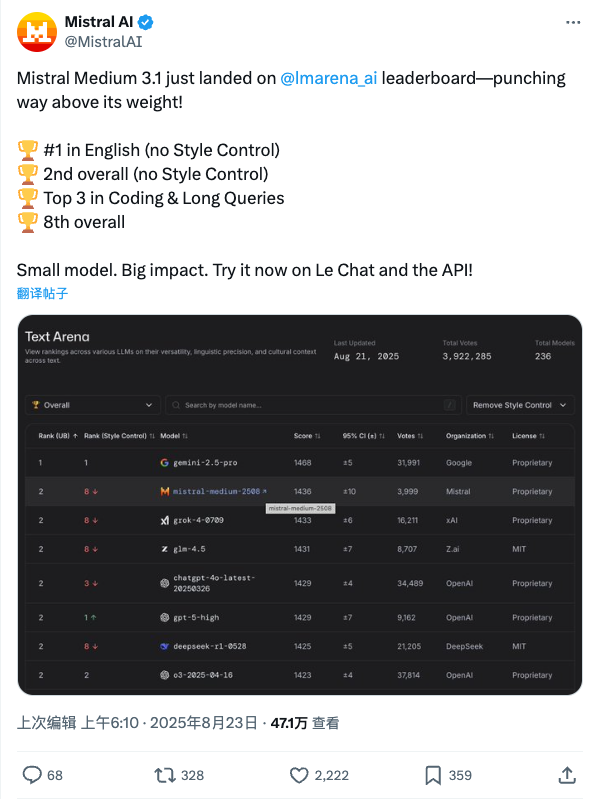 Mistral AI
@MistralAI
Mistral Medium 3.1 just landed on @lmarena_ai leaderboard—punching
way above its weight!
🏆 #1 in English (no Style Control)
🏆 2nd overall (no Style Control)
🏆 Top 3 in Coding & Long Queries
🏆 8th overall
Small model. Big impact. Try it now on Le Chat and the API!
翻译帖子
Text Arena
View rankings across various LLMs on their versatility, linguistic precision, and cultural context
across text.
Last Updated
Aug 21, 2025
Total Votes
3,922,285
Total Models
236
🏆 Overall
Search by model name...
/
Remove Style Control
Rank (UB) ↑ Rank (Style Control) ↑↓ Model ↑↓ Score ↑↓ 95% CI (±) ↑↓ Votes ↑↓ Organization ↑↓ License ↑↓
1 1 gemini-2.5-pro 1468 ±5 31,991 Google Proprietary
2 8 ↓ mistral-medium-2508 ↗ 1436 ±10 3,999 Mistral Proprietary
mistral-medium-2508
2 8 ↓ grok-4-0709 1433 ±6 16,211 xAI Proprietary
2 8 ↓ glm-4.5 1431 ±7 8,707 Z.ai MIT
2 3 ↓ chatgpt-4o-latest-
20250326 1429 ±4 34,489 OpenAI Proprietary
2 1 ↑ gpt-5-high 1429 ±7 9,162 OpenAI Proprietary
2 8 ↓ deepseek-r1-0528 1425 ±5 21,205 DeepSeek MIT
2 2 o3-2025-04-16 1423 ±4 37,814 OpenAI Proprietary
上次编辑 上午6:10 · 2025年8月23日 · 47.1万 查看
68 328 2,222 359